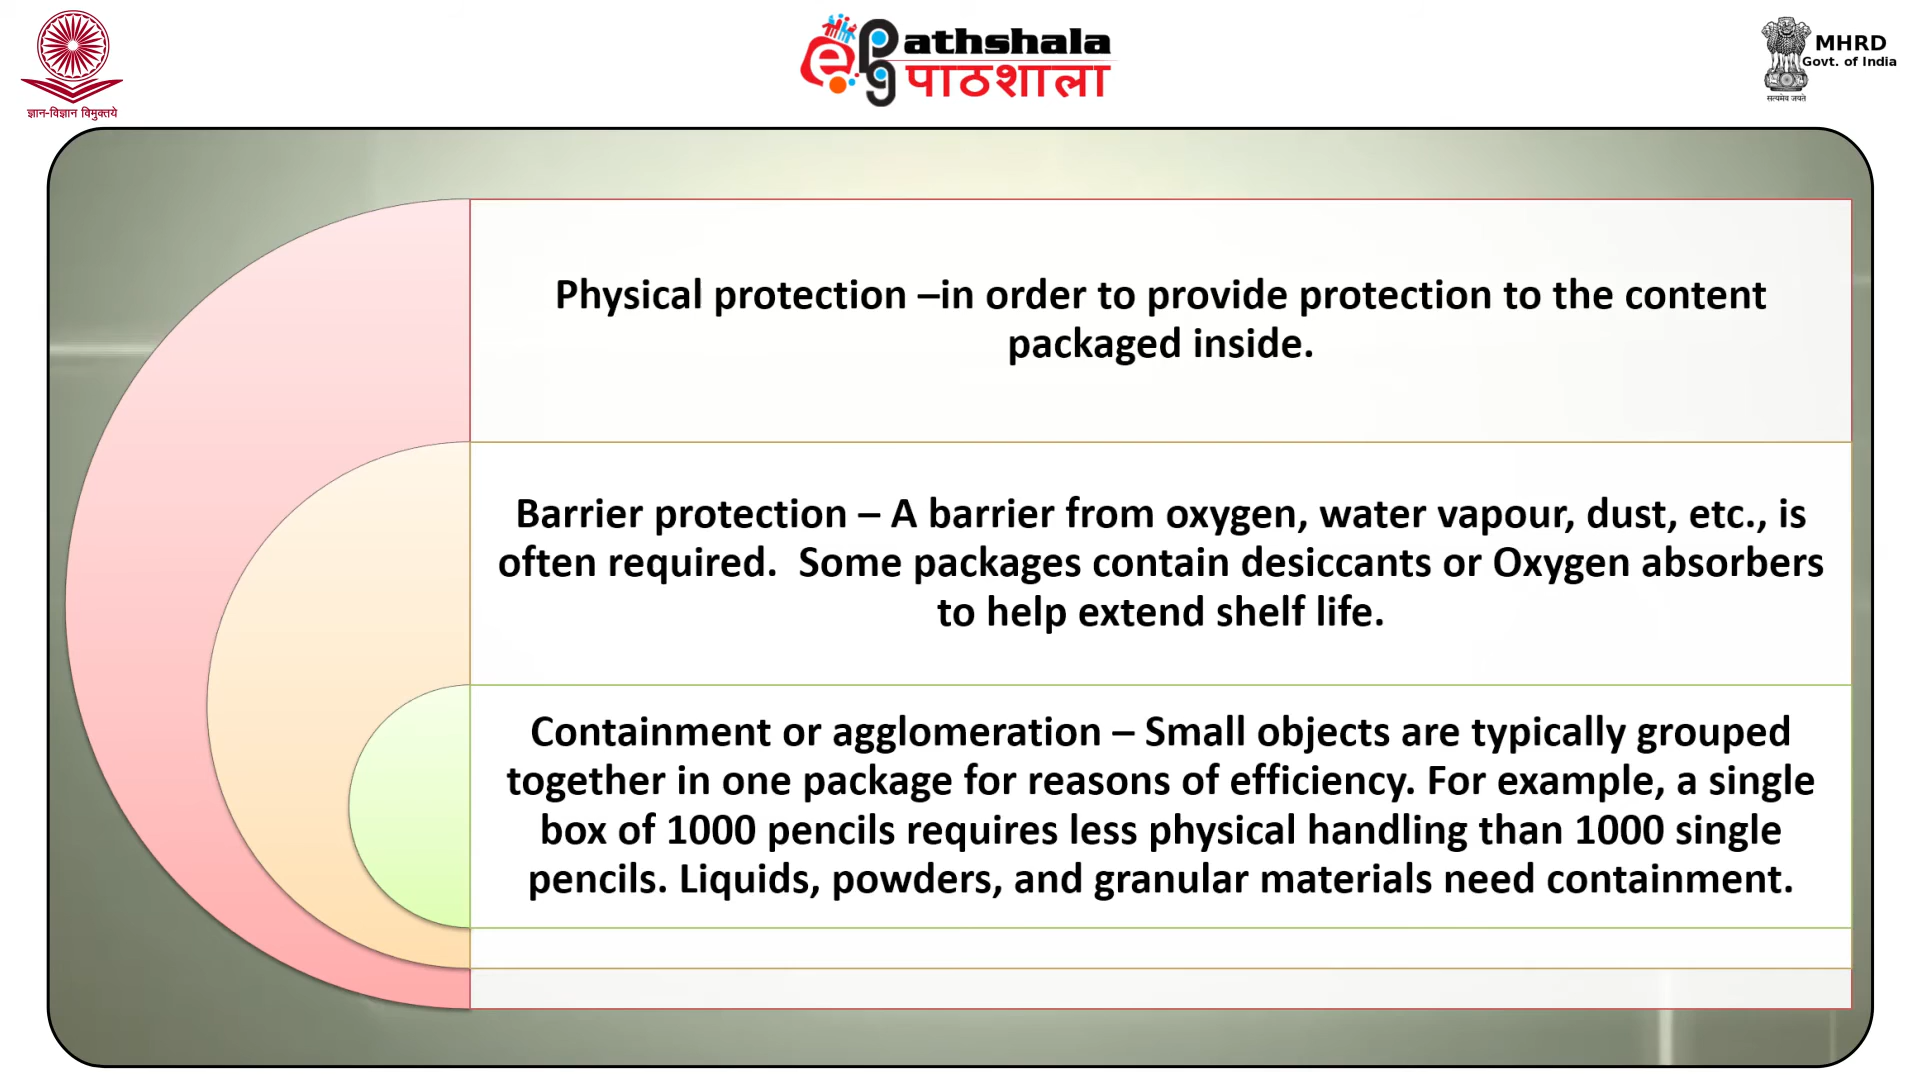 ज्ञान-विज्ञान विमुक्तये
e
PG
athshala
पाठशाला
MHRD
Govt. of India
सत्यमेव जयते
Physical protection –in order to provide protection to the content
packaged inside.
Barrier protection – A barrier from oxygen, water vapour, dust, etc., is
often required.  Some packages contain desiccants or Oxygen absorbers
to help extend shelf life.
Containment or agglomeration – Small objects are typically grouped
together in one package for reasons of efficiency. For example, a single
box of 1000 pencils requires less physical handling than 1000 single
pencils. Liquids, powders, and granular materials need containment.